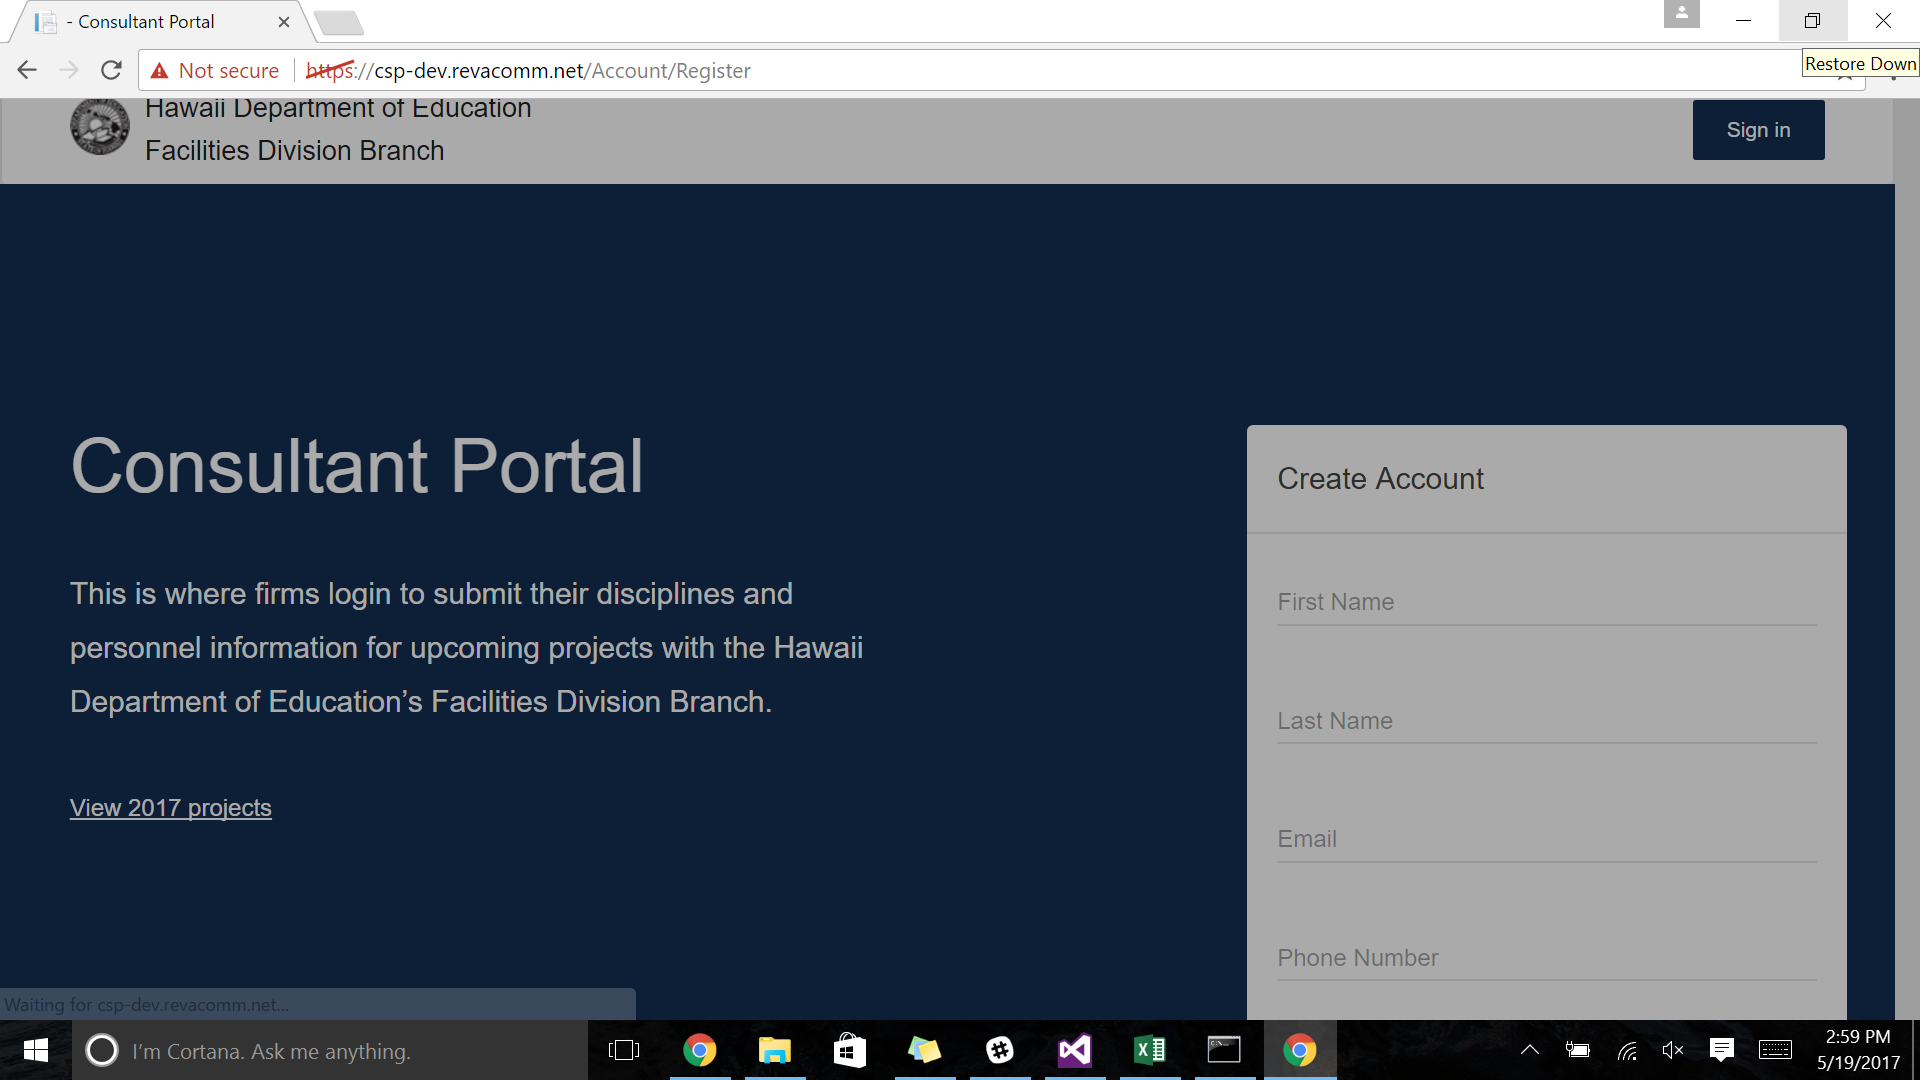 - Consultant Portal
Not secure
https://csp-dev.revacomm.net/Account/Register
Restore Down
Hawaii Department of Education
Facilities Division Branch
Sign in
Consultant Portal
This is where firms login to submit their disciplines and
personnel information for upcoming projects with the Hawaii
Department of Education’s Facilities Division Branch.
View 2017 projects
Create Account
First Name
Last Name
Email
Phone Number
Waiting for csp-dev.revacomm.net...
I'm Cortana. Ask me anything.
2:59 PM
5/19/2017